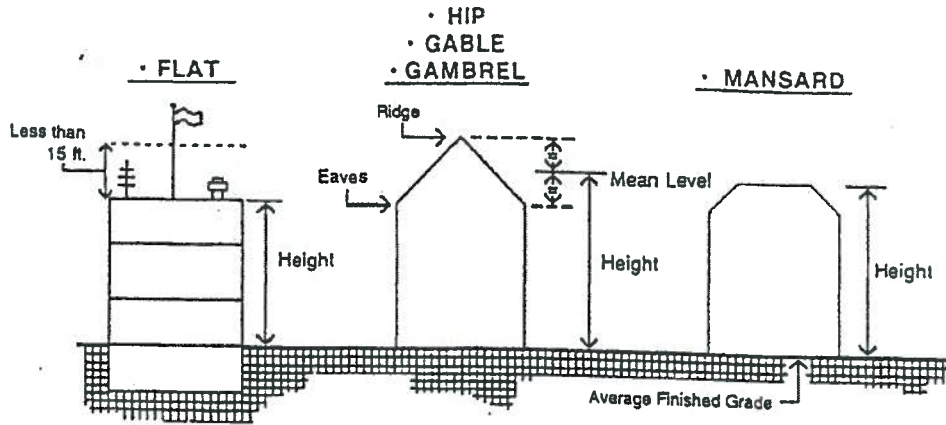 • HIP
• GABLE
• GAMBREL
• FLAT
• MANSARD
Less than
15 ft.
Ridge
Eaves
=
=
Mean Level
Height
Height
Height
Average Finished Grade